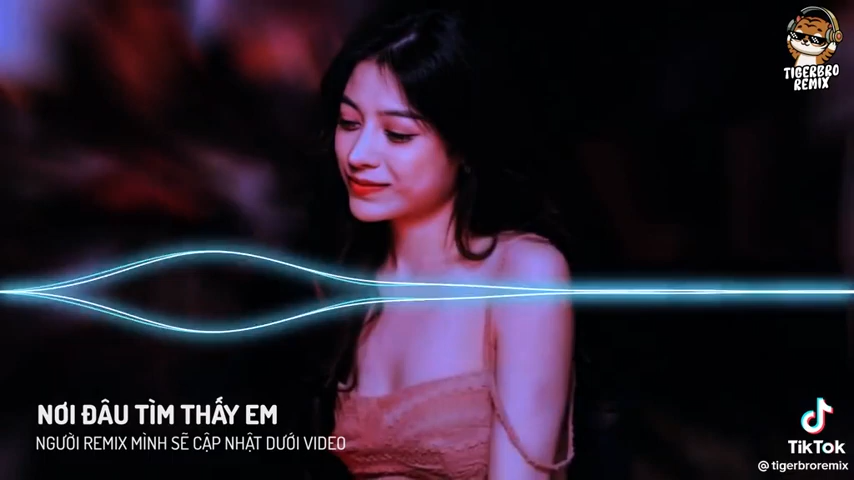 TIGERBRO
REMIX
NƠI ĐÂU TÌM THẤY EM
NGƯỜI REMIX MÌNH SẼ CẬP NHẬT DƯỚI VIDEO
TikTok
@tigerbroremix